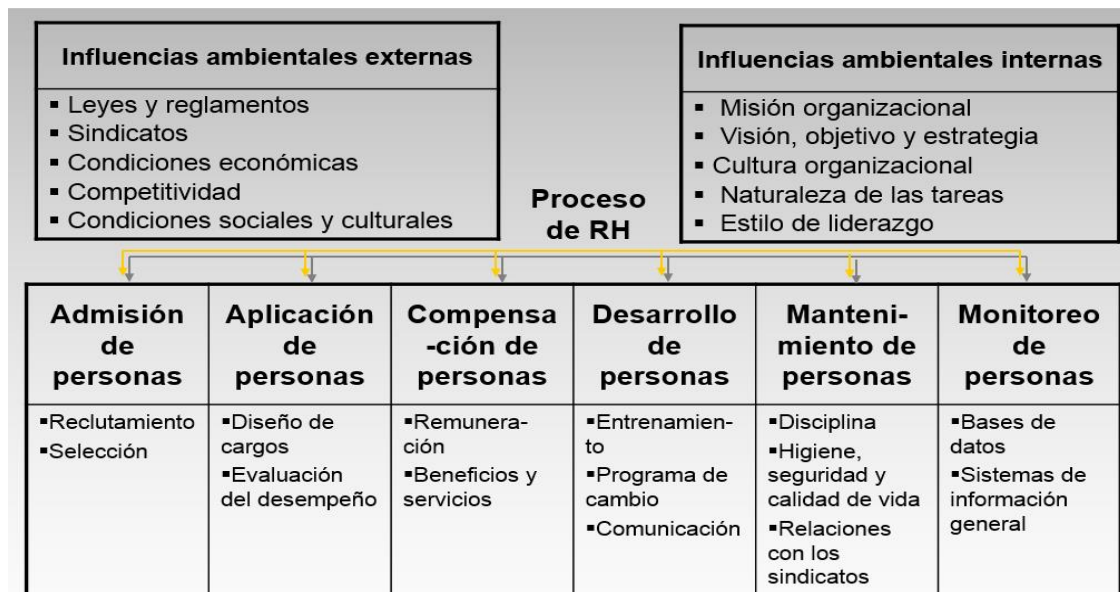 Influencias ambientales externas
▪ Leyes y reglamentos
▪ Sindicatos
▪ Condiciones económicas
▪ Competitividad
▪ Condiciones sociales y culturales
Influencias ambientales internas
▪ Misión organizacional
▪ Visión, objetivo y estrategia
▪ Cultura organizacional
▪ Naturaleza de las tareas
▪ Estilo de liderazgo
Proceso
de RH
Admisión
de
personas
▪Reclutamiento
▪Selección
Aplicación
de
personas
▪Diseño de
cargos
▪Evaluación
del desempeño
Compensa
-ción de
personas
▪Remunera-
ción
▪Beneficios y
servicios
Desarrollo
de
personas
▪Entrenamien-
to
▪Programa de
cambio
▪Comunicación
Manteni-
miento de
personas
▪Disciplina
▪Higiene,
seguridad y
calidad de vida
▪Relaciones
con los
sindicatos
Monitoreo
de
personas
▪Bases de
datos
▪Sistemas de
información
general